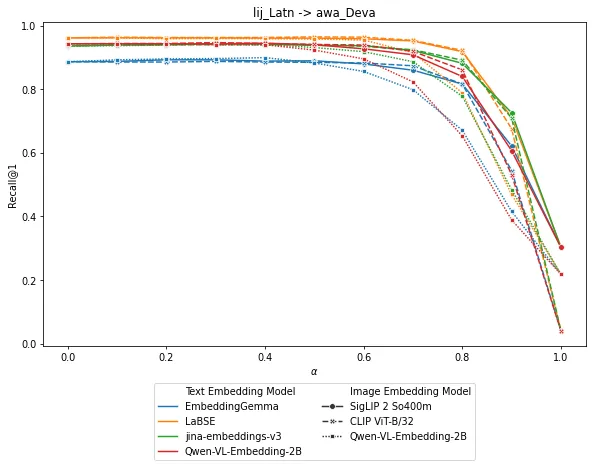 lij_Latn -> awa_Deva
Recall@1
1.0
0.8
0.6
0.4
0.2
0.0
0.0 0.2 0.4 0.6 0.8 1.0
α
Text Embedding Model
EmbeddingGemma
LaBSE
jina-embeddings-v3
Qwen-VL-Embedding-2B
Image Embedding Model
SigLIP 2 So400m
CLIP ViT-B/32
Qwen-VL-Embedding-2B